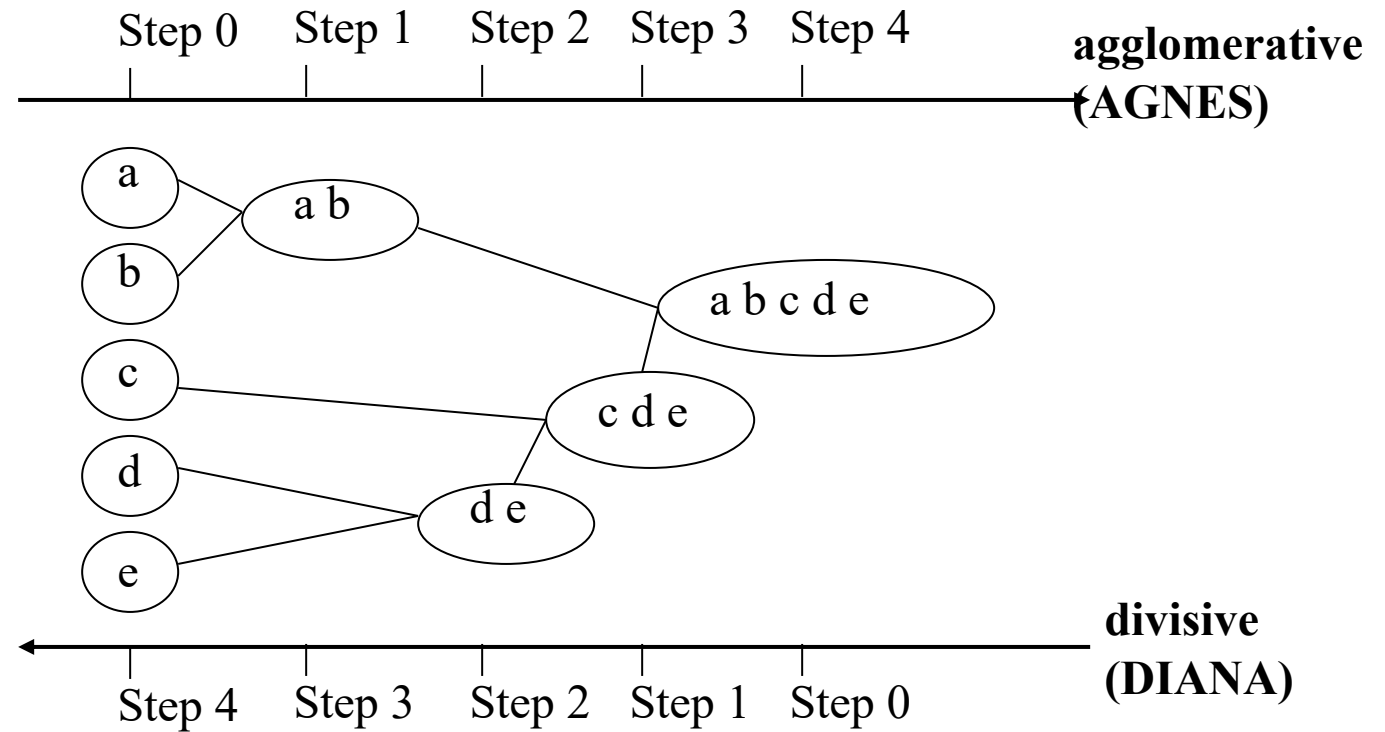 Step 0 Step 1 Step 2 Step 3 Step 4
agglomerative
(AGNES)
a
a b
b
a b c d e
c
c d e
d
d e
e
divisive
(DIANA)
Step 4 Step 3 Step 2 Step 1 Step 0